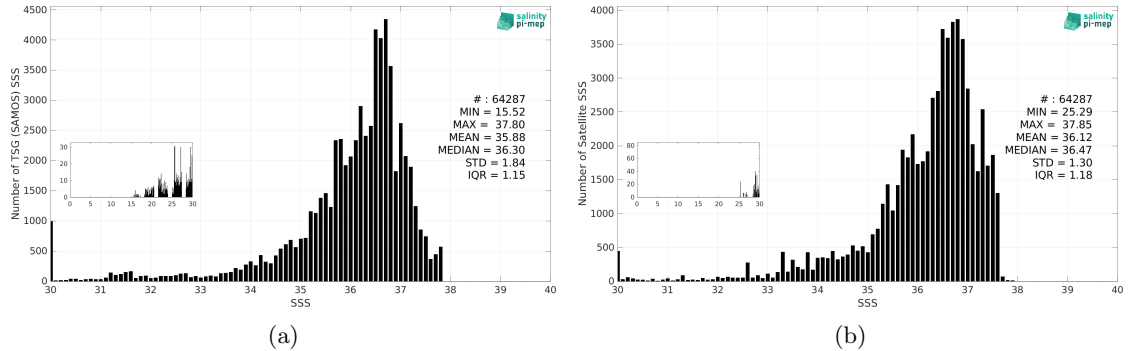 4500
4000
3500
3000
2500
2000
1500
1000
500
0
Number of TSG (SAMOS) SSS
salinity
pi-mep
# : 64287
MIN = 15.52
MAX = 37.80
MEAN = 35.88
MEDIAN = 36.30
STD = 1.84
IQR = 1.15
30
20
10
0
0 5 10 15 20 25 30
30 31 32 33 34 35 36 37 38 39 40
SSS
(a)
4000
3500
3000
2500
2000
1500
1000
500
0
Number of Satellite SSS
salinity
pi-mep
# : 64287
MIN = 25.29
MAX = 37.85
MEAN = 36.12
MEDIAN = 36.47
STD = 1.30
IQR = 1.18
80
60
40
20
0
0 5 10 15 20 25 30
30 31 32 33 34 35 36 37 38 39 40
SSS
(b)